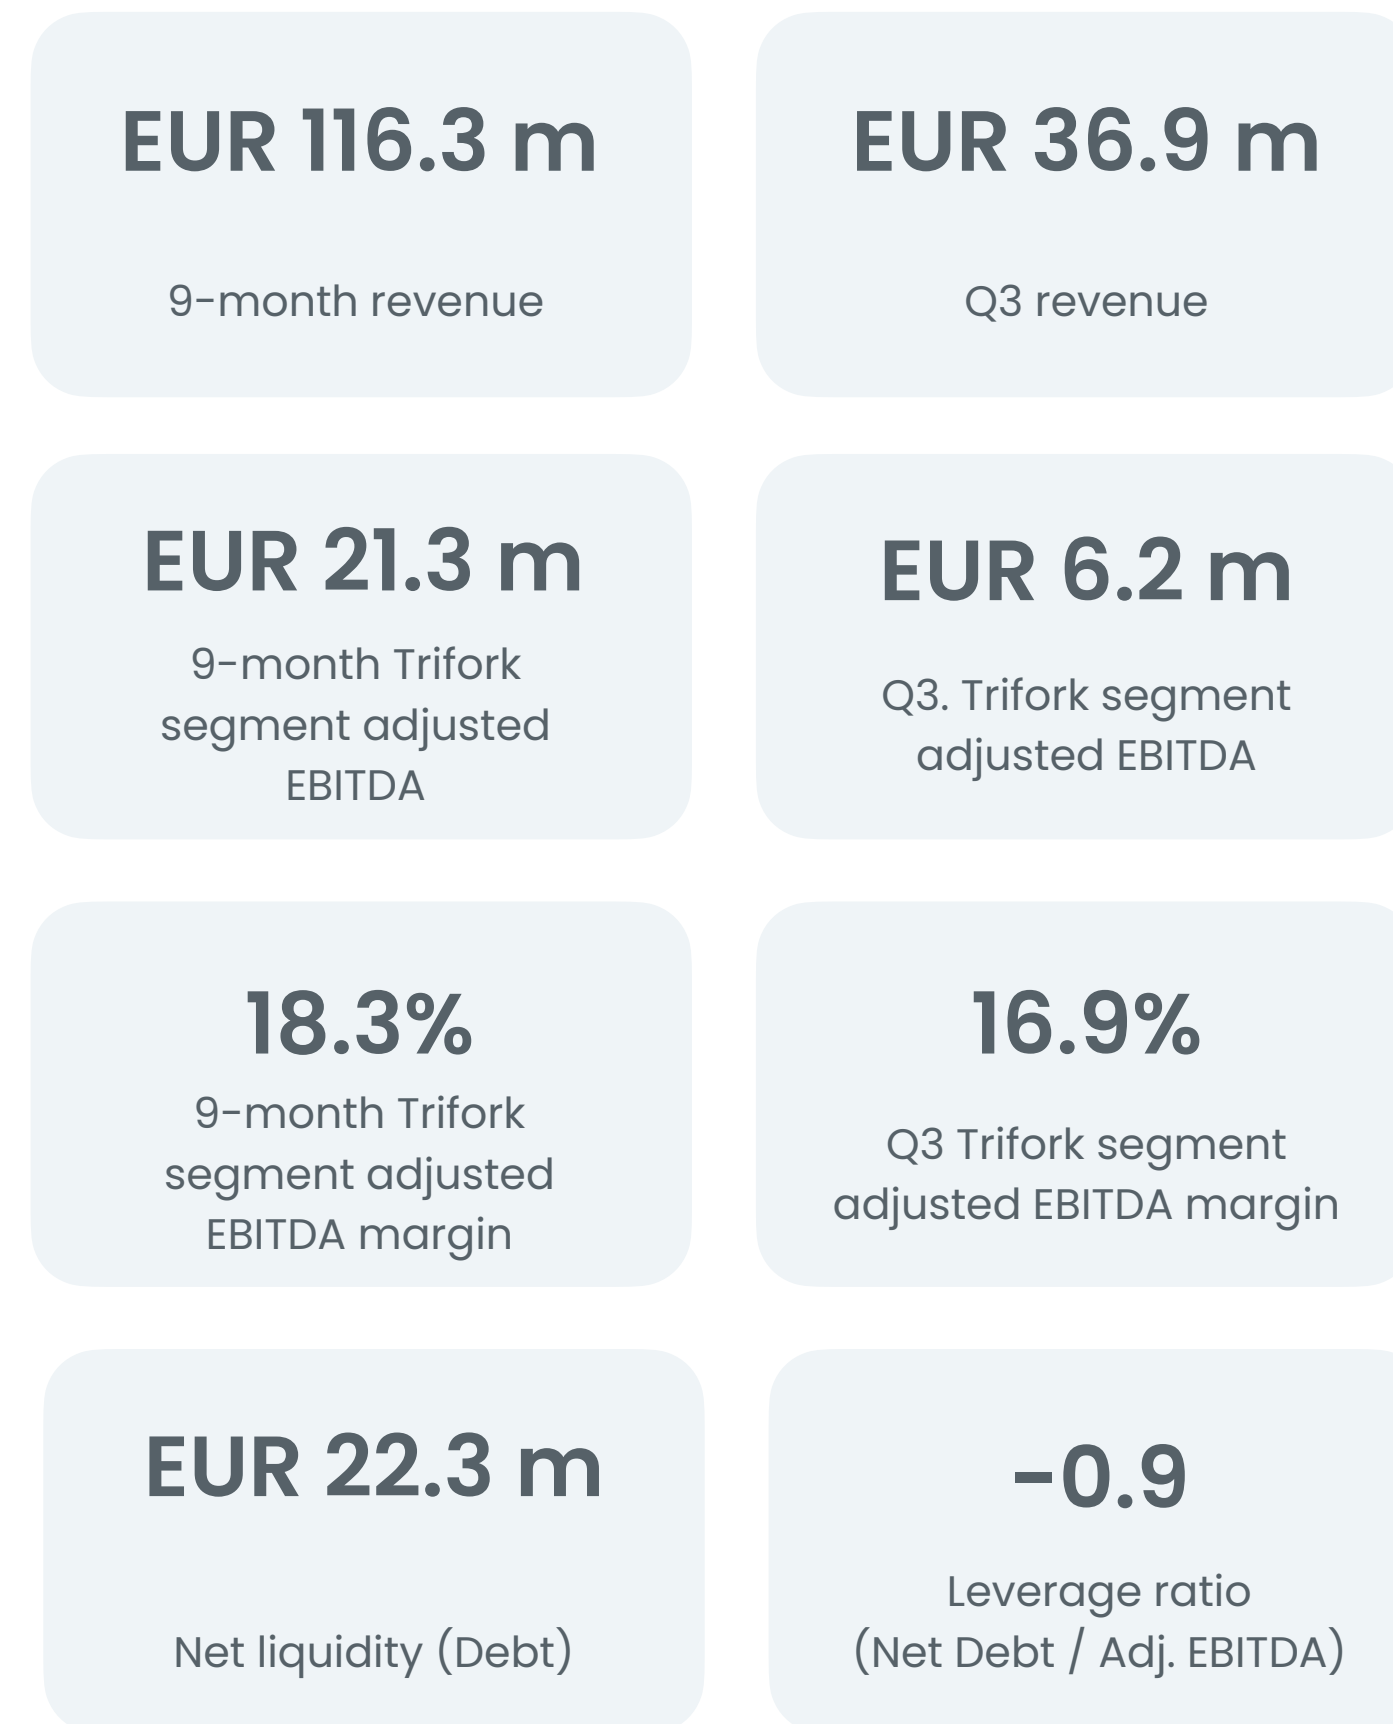 EUR 116.3 m
9-month revenue
EUR 36.9 m
Q3 revenue
EUR 21.3 m
9-month Trifork
segment adjusted
EBITDA
EUR 6.2 m
Q3. Trifork segment
adjusted EBITDA
18.3%
9-month Trifork
segment adjusted
EBITDA margin
16.9%
Q3 Trifork segment
adjusted EBITDA margin
EUR 22.3 m
Net liquidity (Debt)
-0.9
Leverage ratio
(Net Debt / Adj. EBITDA)